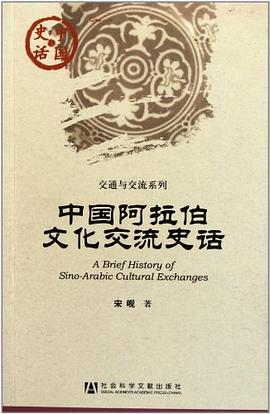 中国
史话
交通与交流系列
中国阿拉伯
文化交流史话
A Brief History of
Sino-Arabic Cultural Exchanges
宋岘 著
社会科学文献出版社
SOCIAL SCIENCES ACADEMIC PRESS (CHINA)